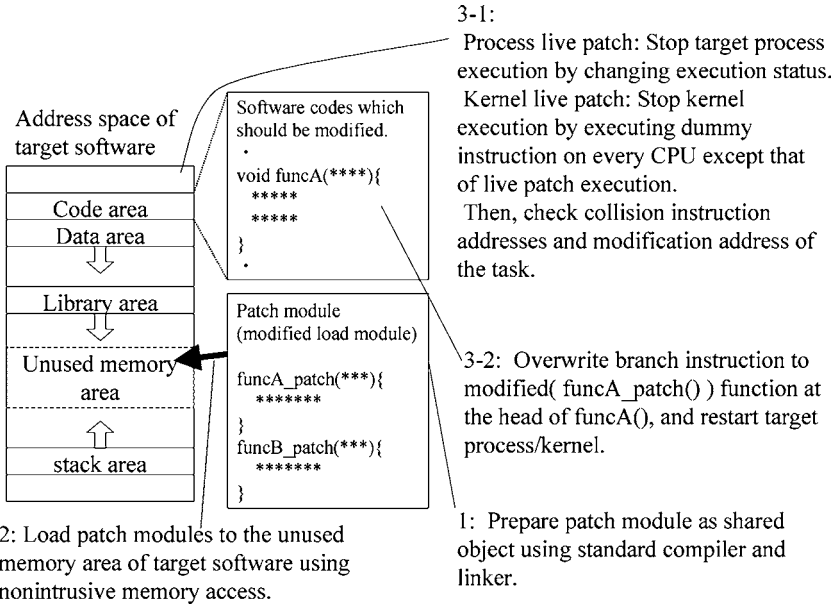 3-1:
Process live patch: Stop target process
execution by changing execution status.
Kernel live patch: Stop kernel
execution by executing dummy
instruction on every CPU except that
of live patch execution.
Then, check collision instruction
addresses and modification address of
the task.
Address space of
target software
Code area
Data area
Library area
Unused memory
area
stack area
Software codes which
should be modified.
.
void funcA(****){
*****
*****
}
.
Patch module
(modified load module)
funcA_patch(***){
*******
}
funcB_patch(***){
*******
}
3-2: Overwrite branch instruction to
modified( funcA_patch() ) function at
the head of funcA(), and restart target
process/kernel.
1: Prepare patch module as shared
object using standard compiler and
linker.
2: Load patch modules to the unused
memory area of target software using
nonintrusive memory access.